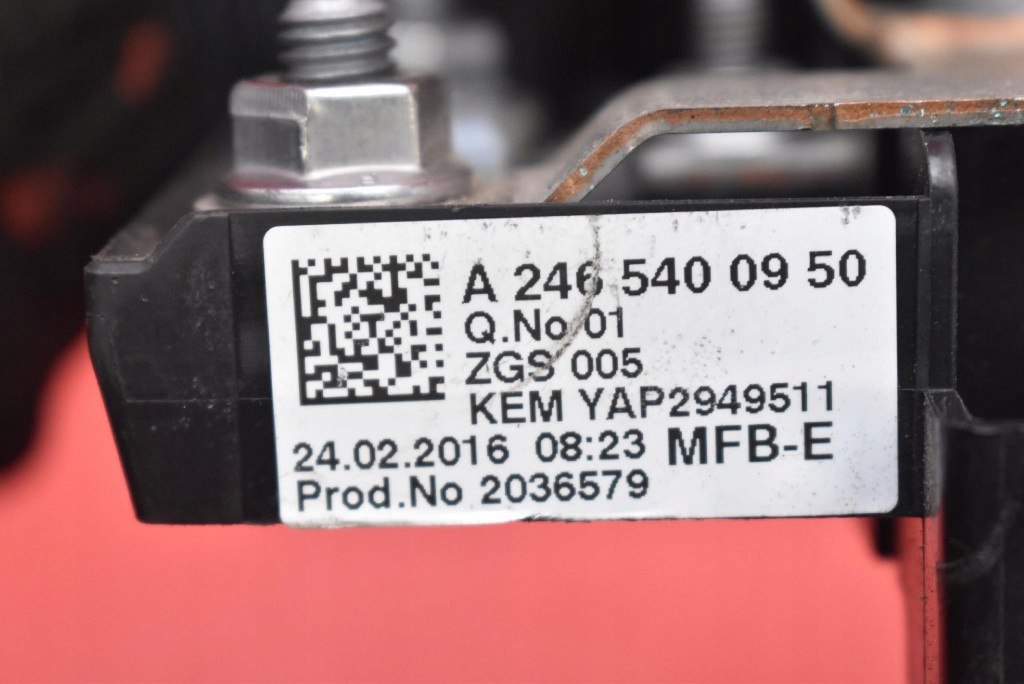 A 246 540 09 50
Q.No 01
ZGS 005
KEM YAP2949511
24.02.2016 08:23 MFB-E
Prod.No 2036579